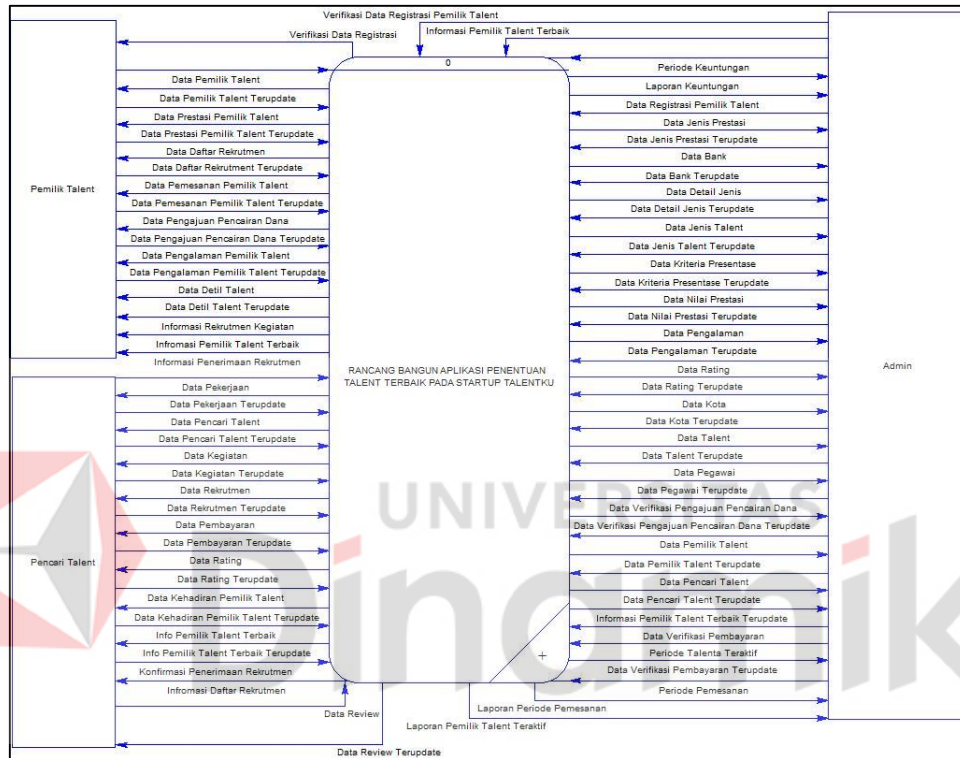 Verifikasi Data Registrasi Pemilik Talent
Verifikasi Data Registrasi
Informasi Pemilik Talent Terbaik
0
Pemilik Talent
Data Pemilik Talent
Data Pemilik Talent Terupdate
Data Prestasi Pemilik Talent
Data Prestasi Pemilik Talent Terupdate
Data Daftar Rekrutmen
Data Daftar Rekrutment Terupdate
Data Pemesanan Pemilik Talent
Data Pemesanan Pemilik Talent Terupdate
Data Pengajuan Pencairan Dana
Data Pengajuan Pencairan Dana Terupdate
Data Pengalaman Pemilik Talent
Data Pengalaman Pemilik Talent Terupdate
Data Detil Talent
Data Detil Talent Terupdate
Informasi Rekrutmen Kegiatan
Infromasi Pemilik Talent Terbaik
Informasi Penerimaan Rekrutmen
Pencari Talent
Data Pekerjaan
Data Pekerjaan Terupdate
Data Pencari Talent
Data Pencari Talent Terupdate
Data Kegiatan
Data Kegiatan Terupdate
Data Rekrutmen
Data Rekrutmen Terupdate
Data Pembayaran
Data Pembayaran Terupdate
Data Rating
Data Rating Terupdate
Data Kehadiran Pemilik Talent
Data Kehadiran Pemilik Talent Terupdate
Info Pemilik Talent Terbaik
Info Pemilik Talent Terbaik Terupdate
Konfirmasi Penerimaan Rekrutmen
Infromasi Daftar Rekrutmen
Data Review
Data Review Terupdate
RANCANG BANGUN APLIKASI PENENTUAN
TALENT TERBAIK PADA STARTUP TALENTKU
+
Periode Keuntungan
Laporan Keuntungan
Data Registrasi Pemilik Talent
Data Jenis Prestasi
Data Jenis Prestasi Terupdate
Data Bank
Data Bank Terupdate
Data Detail Jenis
Data Detail Jenis Terupdate
Data Jenis Talent
Data Jenis Talent Terupdate
Data Kriteria Presentase
Data Kriteria Presentase Terupdate
Data Nilai Prestasi
Data Nilai Prestasi Terupdate
Data Pengalaman
Data Pengalaman Terupdate
Data Rating
Data Rating Terupdate
Data Kota
Data Kota Terupdate
Data Talent
Data Talent Terupdate
Data Pegawai
Data Pegawai Terupdate
Data Verifikasi Pengajuan Pencairan Dana
Data Verifikasi Pengajuan Pencairan Dana Terupdate
Data Pemilik Talent
Data Pemilik Talent Terupdate
Data Pencari Talent
Data Pencari Talent Terupdate
Informasi Pemilik Talent Terbaik Terupdate
Data Verifikasi Pembayaran
Periode Talenta Teraktif
Data Verifikasi Pembayaran Terupdate
Periode Pemesanan
Laporan Periode Pemesanan
Laporan Pemilik Talent Teraktif
Admin
UNIVERSITAS
Dinamik